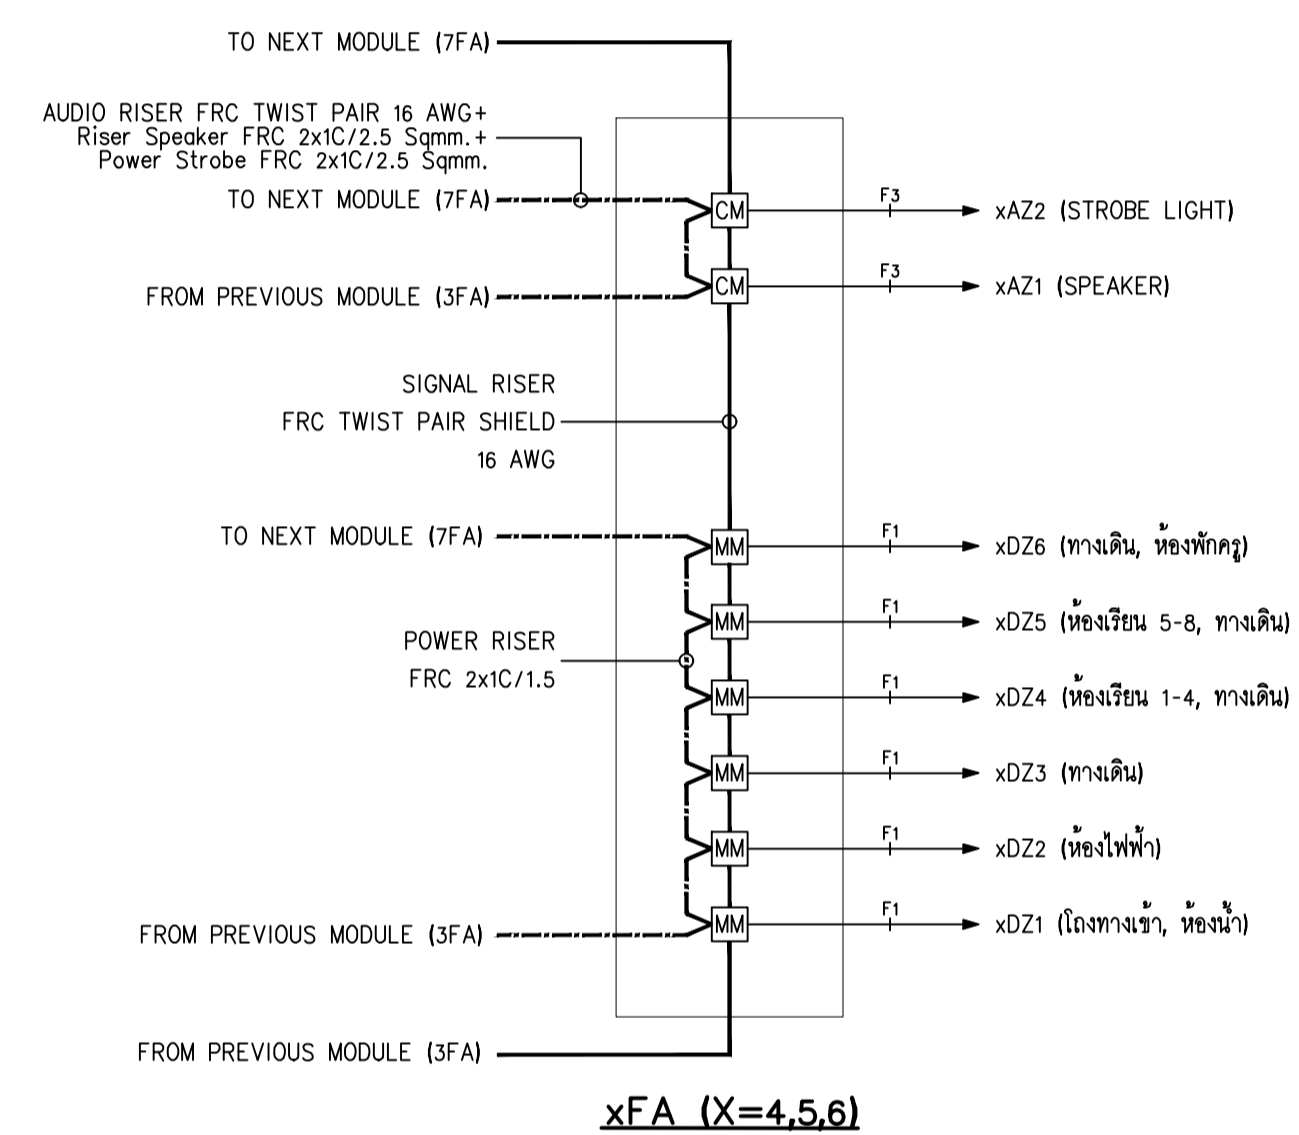 TO NEXT MODULE (7FA)
AUDIO RISER FRC TWIST PAIR 16 AWG+
Riser Speaker FRC 2x1C/2.5 Sqmm.+
Power Strobe FRC 2x1C/2.5 Sqmm.
TO NEXT MODULE (7FA)
CM
F3
xAZ2 (STROBE LIGHT)
FROM PREVIOUS MODULE (3FA)
CM
F3
xAZ1 (SPEAKER)
SIGNAL RISER
FRC TWIST PAIR SHIELD
16 AWG
TO NEXT MODULE (7FA)
MM
F1
xDZ6 (ทางเดิน, ห้องพักครู)
MM
F1
xDZ5 (ห้องเรียน 5-8, ทางเดิน)
POWER RISER
FRC 2x1C/1.5
MM
F1
xDZ4 (ห้องเรียน 1-4, ทางเดิน)
MM
F1
xDZ3 (ทางเดิน)
MM
F1
xDZ2 (ห้องไฟฟ้า)
FROM PREVIOUS MODULE (3FA)
MM
F1
xDZ1 (โถงทางเข้า, ห้องน้ำ)
FROM PREVIOUS MODULE (3FA)
xFA (X=4,5,6)